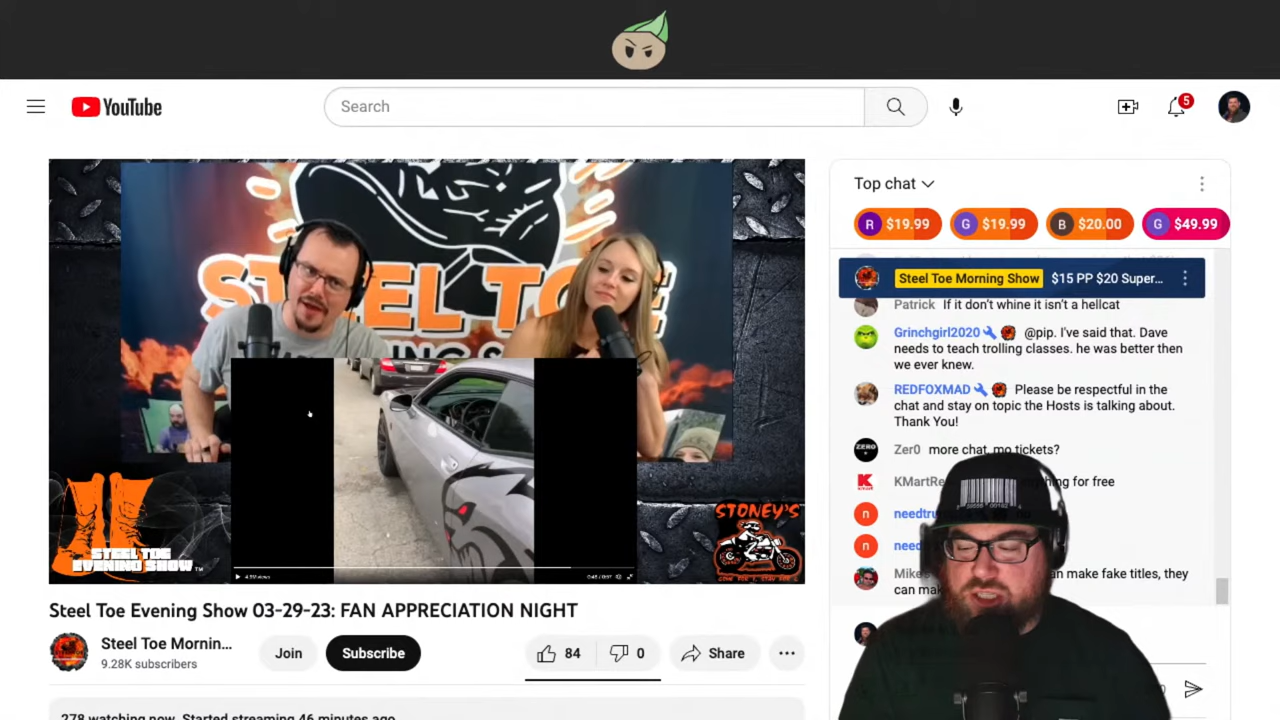 YouTube
Search
5
STEEL TOE
Top chat
R $19.99
G $19.99
B $20.00
G $49.99
Steel Toe Morning Show $15 PP $20 Super...
Patrick If it don't whine it isn't a hellcat
Grinchgirl2020 @pip. I've said that. Dave
needs to teach trolling classes. he was better then
we ever knew.
REDFOXMAD Please be respectful in the
chat and stay on topic the Hosts is talking about.
Thank You!
ZERO
Zer0 more chat, mo tickets?
for free
n
n
an make fake titles, they
can
STEEL TOE
EVENING SHOW
STONEY'S
Steel Toe Evening Show 03-29-23: FAN APPRECIATION NIGHT
Steel Toe Mornin...
9.28K subscribers
Join
Subscribe
84
0
Share
278 watching now Started streaming 46 minutes ago